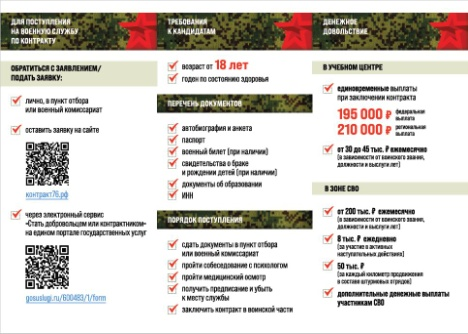 ДЛЯ ПОСТУПЛЕНИЯ
НА ВОЕННУЮ СЛУЖБУ
ПО КОНТРАКТУ
ОБРАТИТЬСЯ С ЗАЯВЛЕНИЕМ/
ПОДАТЬ ЗАЯВКУ:
лично, в пункт отбора
или военный комиссариат
оставить заявку на сайте
контракт76.рф
через электронный сервис
«Стать добровольцем или контрактником»
на едином портале государственных услуг
gosuslugi.ru/600483/1/form
ТРЕБОВАНИЯ
К КАНДИДАТАМ
возраст от 18 лет
годен по состоянию здоровья
ПЕРЕЧЕНЬ ДОКУМЕНТОВ
автобиография и анкета
паспорт
военный билет (при наличии)
свидетельства о браке
и рождении детей (при наличии)
документы об образовании
ИНН
ПОРЯДОК ПОСТУПЛЕНИЯ
сдать документы в пункт отбора
или военный комиссариат
пройти собеседование с психологом
пройти медицинский осмотр
получить предписание и убыть
к месту службы
заключить контракт в воинской части
ДЕНЕЖНОЕ
ДОВОЛЬСТВИЕ
В УЧЕБНОМ ЦЕНТРЕ
единовременные выплаты
при заключении контракта
195 000 ₽ федеральная
выплата
210 000 ₽ региональная
выплата
от 30 до 45 тыс. ₽ ежемесячно
(в зависимости от воинского звания,
должности и выслуги лет)
В ЗОНЕ СВО
от 200 тыс. ₽ ежемесячно
(в зависимости от воинского звания,
должности и выслуги лет)
8 тыс. ₽ ежедневно
(за участие в активных
наступательных действиях)
50 тыс. ₽
(за каждый километр продвижения
в составе штурмовых отрядов)
дополнительные денежные выплаты
участникам СВО